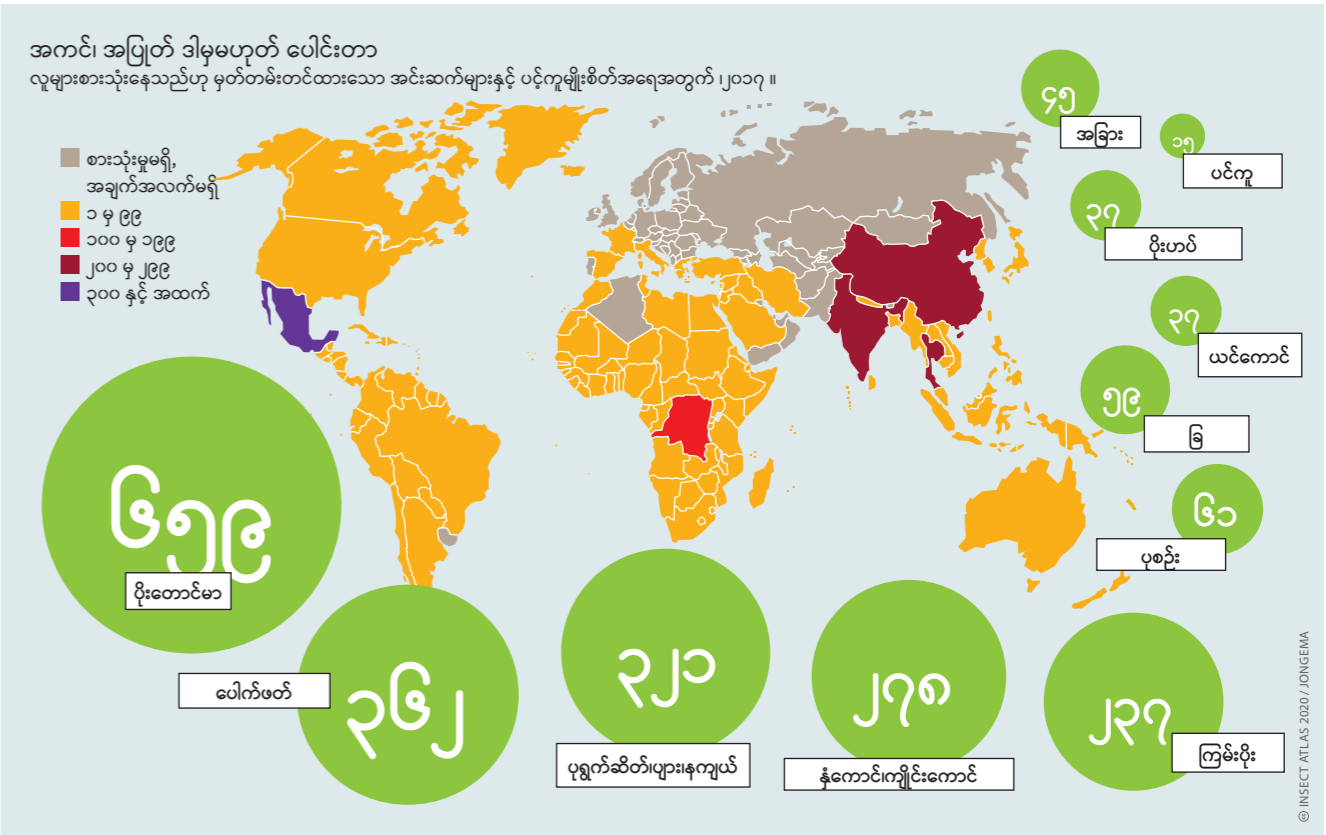 အကင်၊ အပြုတ် ဒါမှမဟုတ် ပေါင်းတာ
လူများစားသုံးနေသည်ဟု မှတ်တမ်းတင်ထားသော အင်းဆက်များနှင့် ပင့်ကူမျိုးစိတ်အရေအတွက် ၊၂၀၁၇ ။
စားသုံးမှုမရှိ,
အချက်အလက်မရှိ
၁ မှ ၉၉
၁၀၀ မှ ၁၉၉
၂၀၀ မှ ၂၉၉
၃၀၀ နှင့် အထက်
၄၅
အခြား
၁၅
ပင်ကူ
၃၇
ပိုးဟပ်
၃၇
ယင်ကောင်
၅၉
ခြ
၆၁
ပုစဉ်း
၆၅၉
ပိုးတောင်မာ
၃၆၂
ပေါက်ဖတ်
၃၂၁
ပုရွက်ဆိတ်၊ပျား၊နကျယ်
၂၇၈
နှံကောင်၊ကျိုင်းကောင်
၂၃၇
ကြမ်းပိုး
© INSECT ATLAS 2020 / JONGEMA